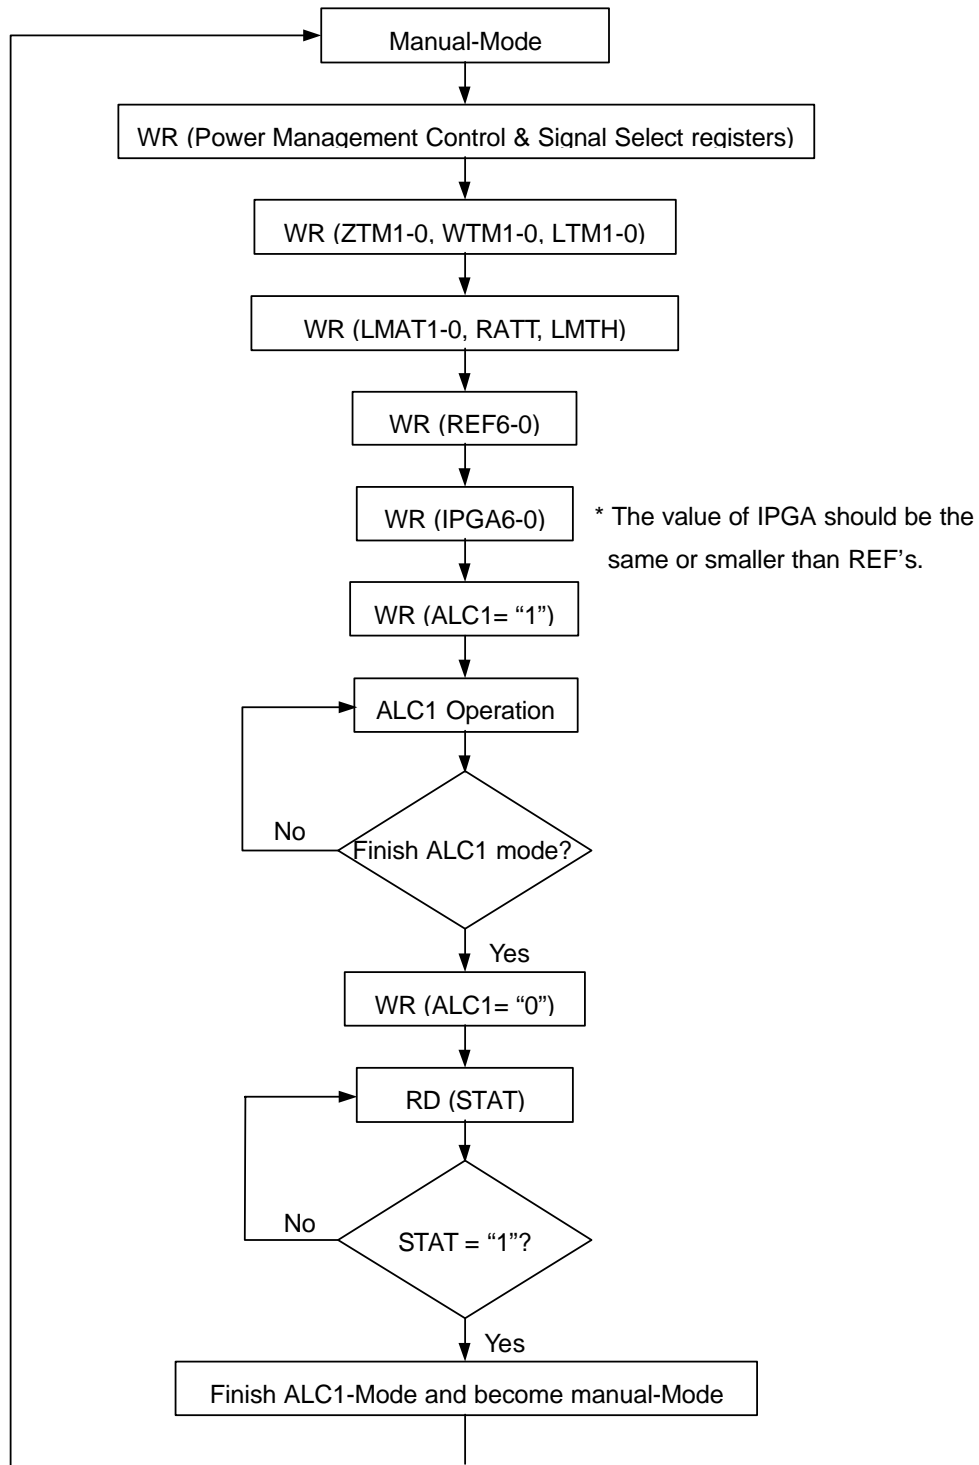 Manual-Mode
WR (Power Management Control & Signal Select registers)
WR (ZTM1-0, WTM1-0, LTM1-0)
WR (LMAT1-0, RATT, LMTH)
WR (REF6-0)
WR (IPGA6-0)
* The value of IPGA should be the
same or smaller than REF’s.
WR (ALC1= “1”)
ALC1 Operation
No
Finish ALC1 mode?
Yes
WR (ALC1= “0”)
RD (STAT)
No
STAT = “1”?
Yes
Finish ALC1-Mode and become manual-Mode